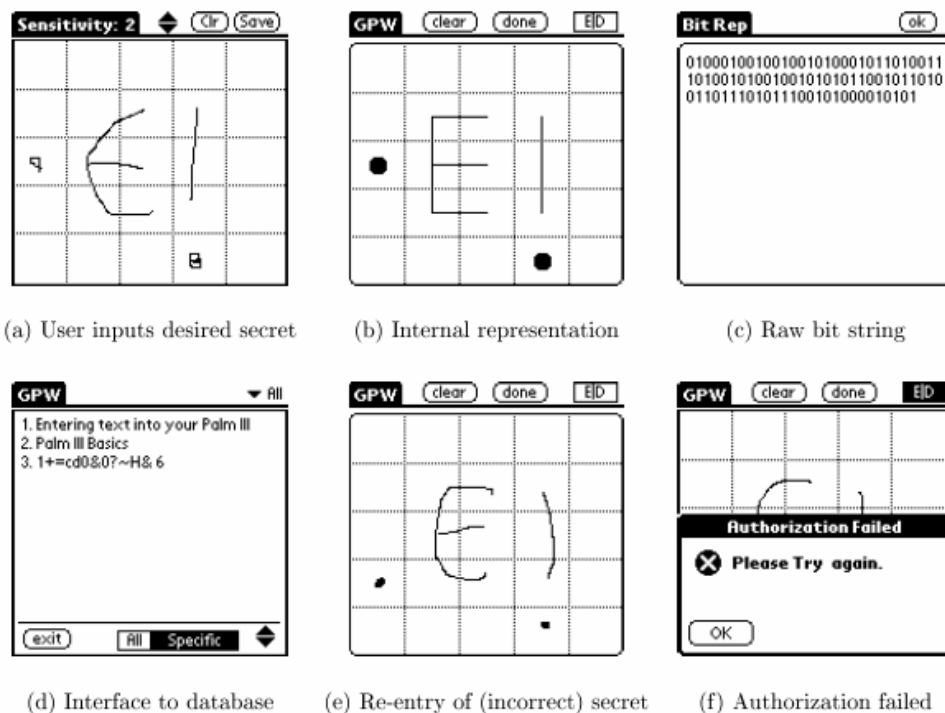 Sensitivity: 2 Clr Save
GPW clear done E|D
Bit Rep ok
010001001001001010001011010011
101001010010010101011001011010
011011101011100101000010101
(a) User inputs desired secret
(b) Internal representation
(c) Raw bit string
GPW All
1. Entering text into your Palm III
2. Palm III Basics
3. 1+=cd0&0?~H& 6
exit All Specific
GPW clear done E|D
GPW clear done E|D
Authorization Failed
Please Try again.
OK
(d) Interface to database
(e) Re-entry of (incorrect) secret
(f) Authorization failed